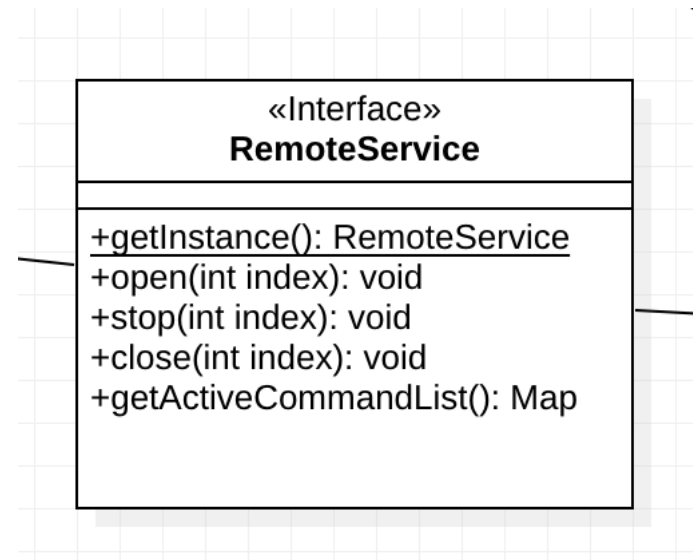 «Interface»
RemoteService
+getInstance(): RemoteService
+open(int index): void
+stop(int index): void
+close(int index): void
+getActiveCommandList(): Map